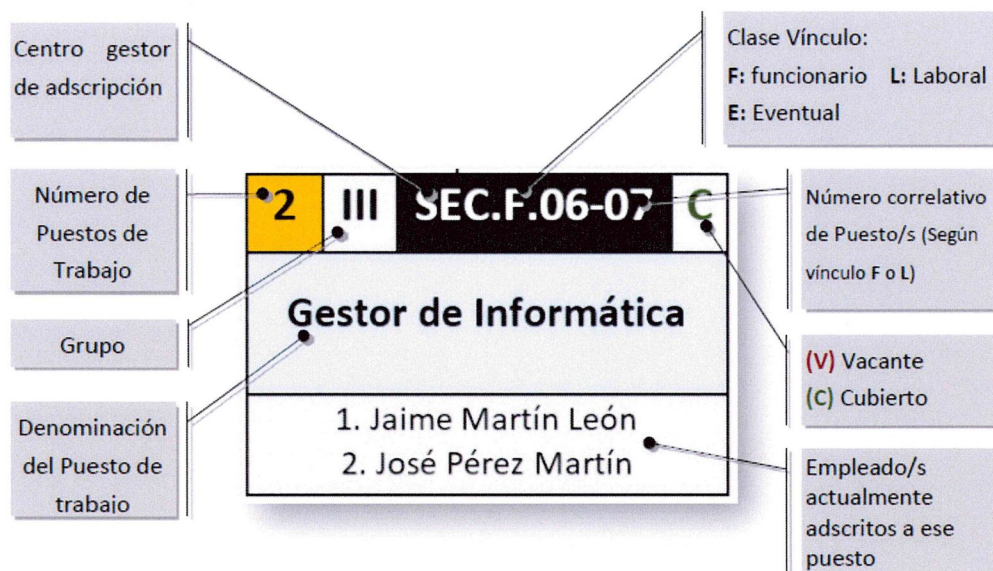 Centro gestor
de adscripción
Clase Vínculo:
F: funcionario L: Laboral
E: Eventual
Número de
Puestos de
Trabajo
2 III SEC.F.06-07 C
Número correlativo
de Puesto/s (Según
vínculo F o L)
Gestor de Informática
Grupo
(V) Vacante
(C) Cubierto
Denominación
del Puesto de
trabajo
1. Jaime Martín León
2. José Pérez Martín
Empleado/s
actualmente
adscritos a ese
puesto